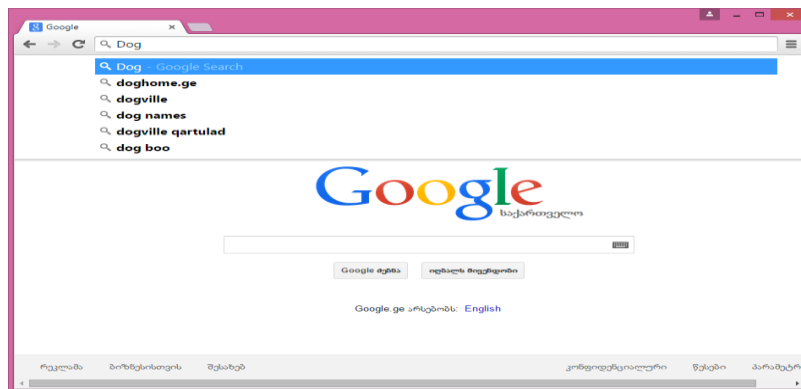 Google
Dog
Dog - Google Search
doghome.ge
dogville
dog names
dogville qartulad
dog boo
Google
საქართველო
Google ძებნა იღბალს მივენდობი
Google.ge არსებობს: English
რეკლამა ბიზნესისთვის შესახებ კონფიდენციალური წესები პარამეტრ